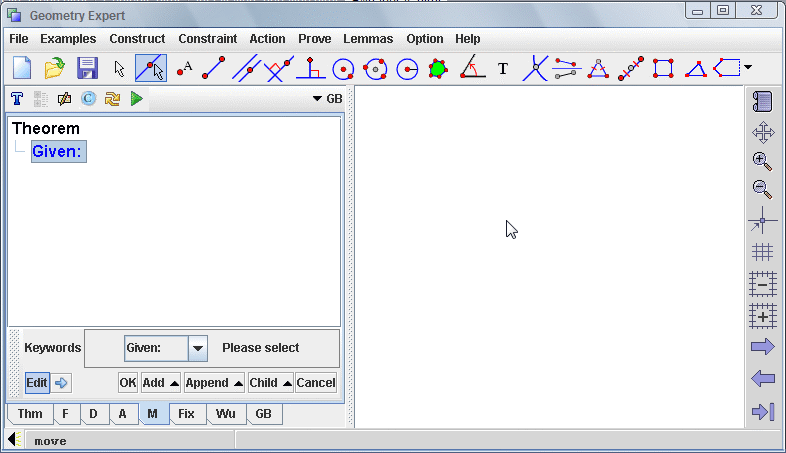 Geometry Expert
File Examples Construct Constraint Action Prove Lemmas Option Help
A T
T C GB
Theorem
Given:
Keywords Given: Please select
Edit OK Add Append Child Cancel
Thm F D A M Fix Wu GB
move